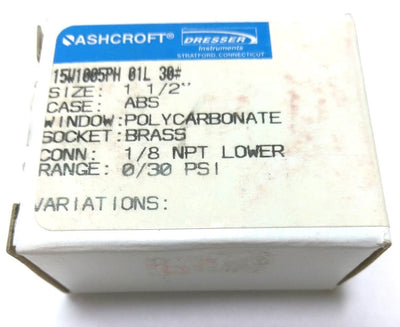 ASHCROFT®
DRESSER
Instruments
STRATFORD, CONNECTICUT
15W1005PH 01L 30#
SIZE: 1 1/2"
CASE: ABS
WINDOW:POLYCARBONATE
SOCKET:BRASS
CONN: 1/8 NPT LOWER
RANGE: 0/30 PSI
VARIATIONS: